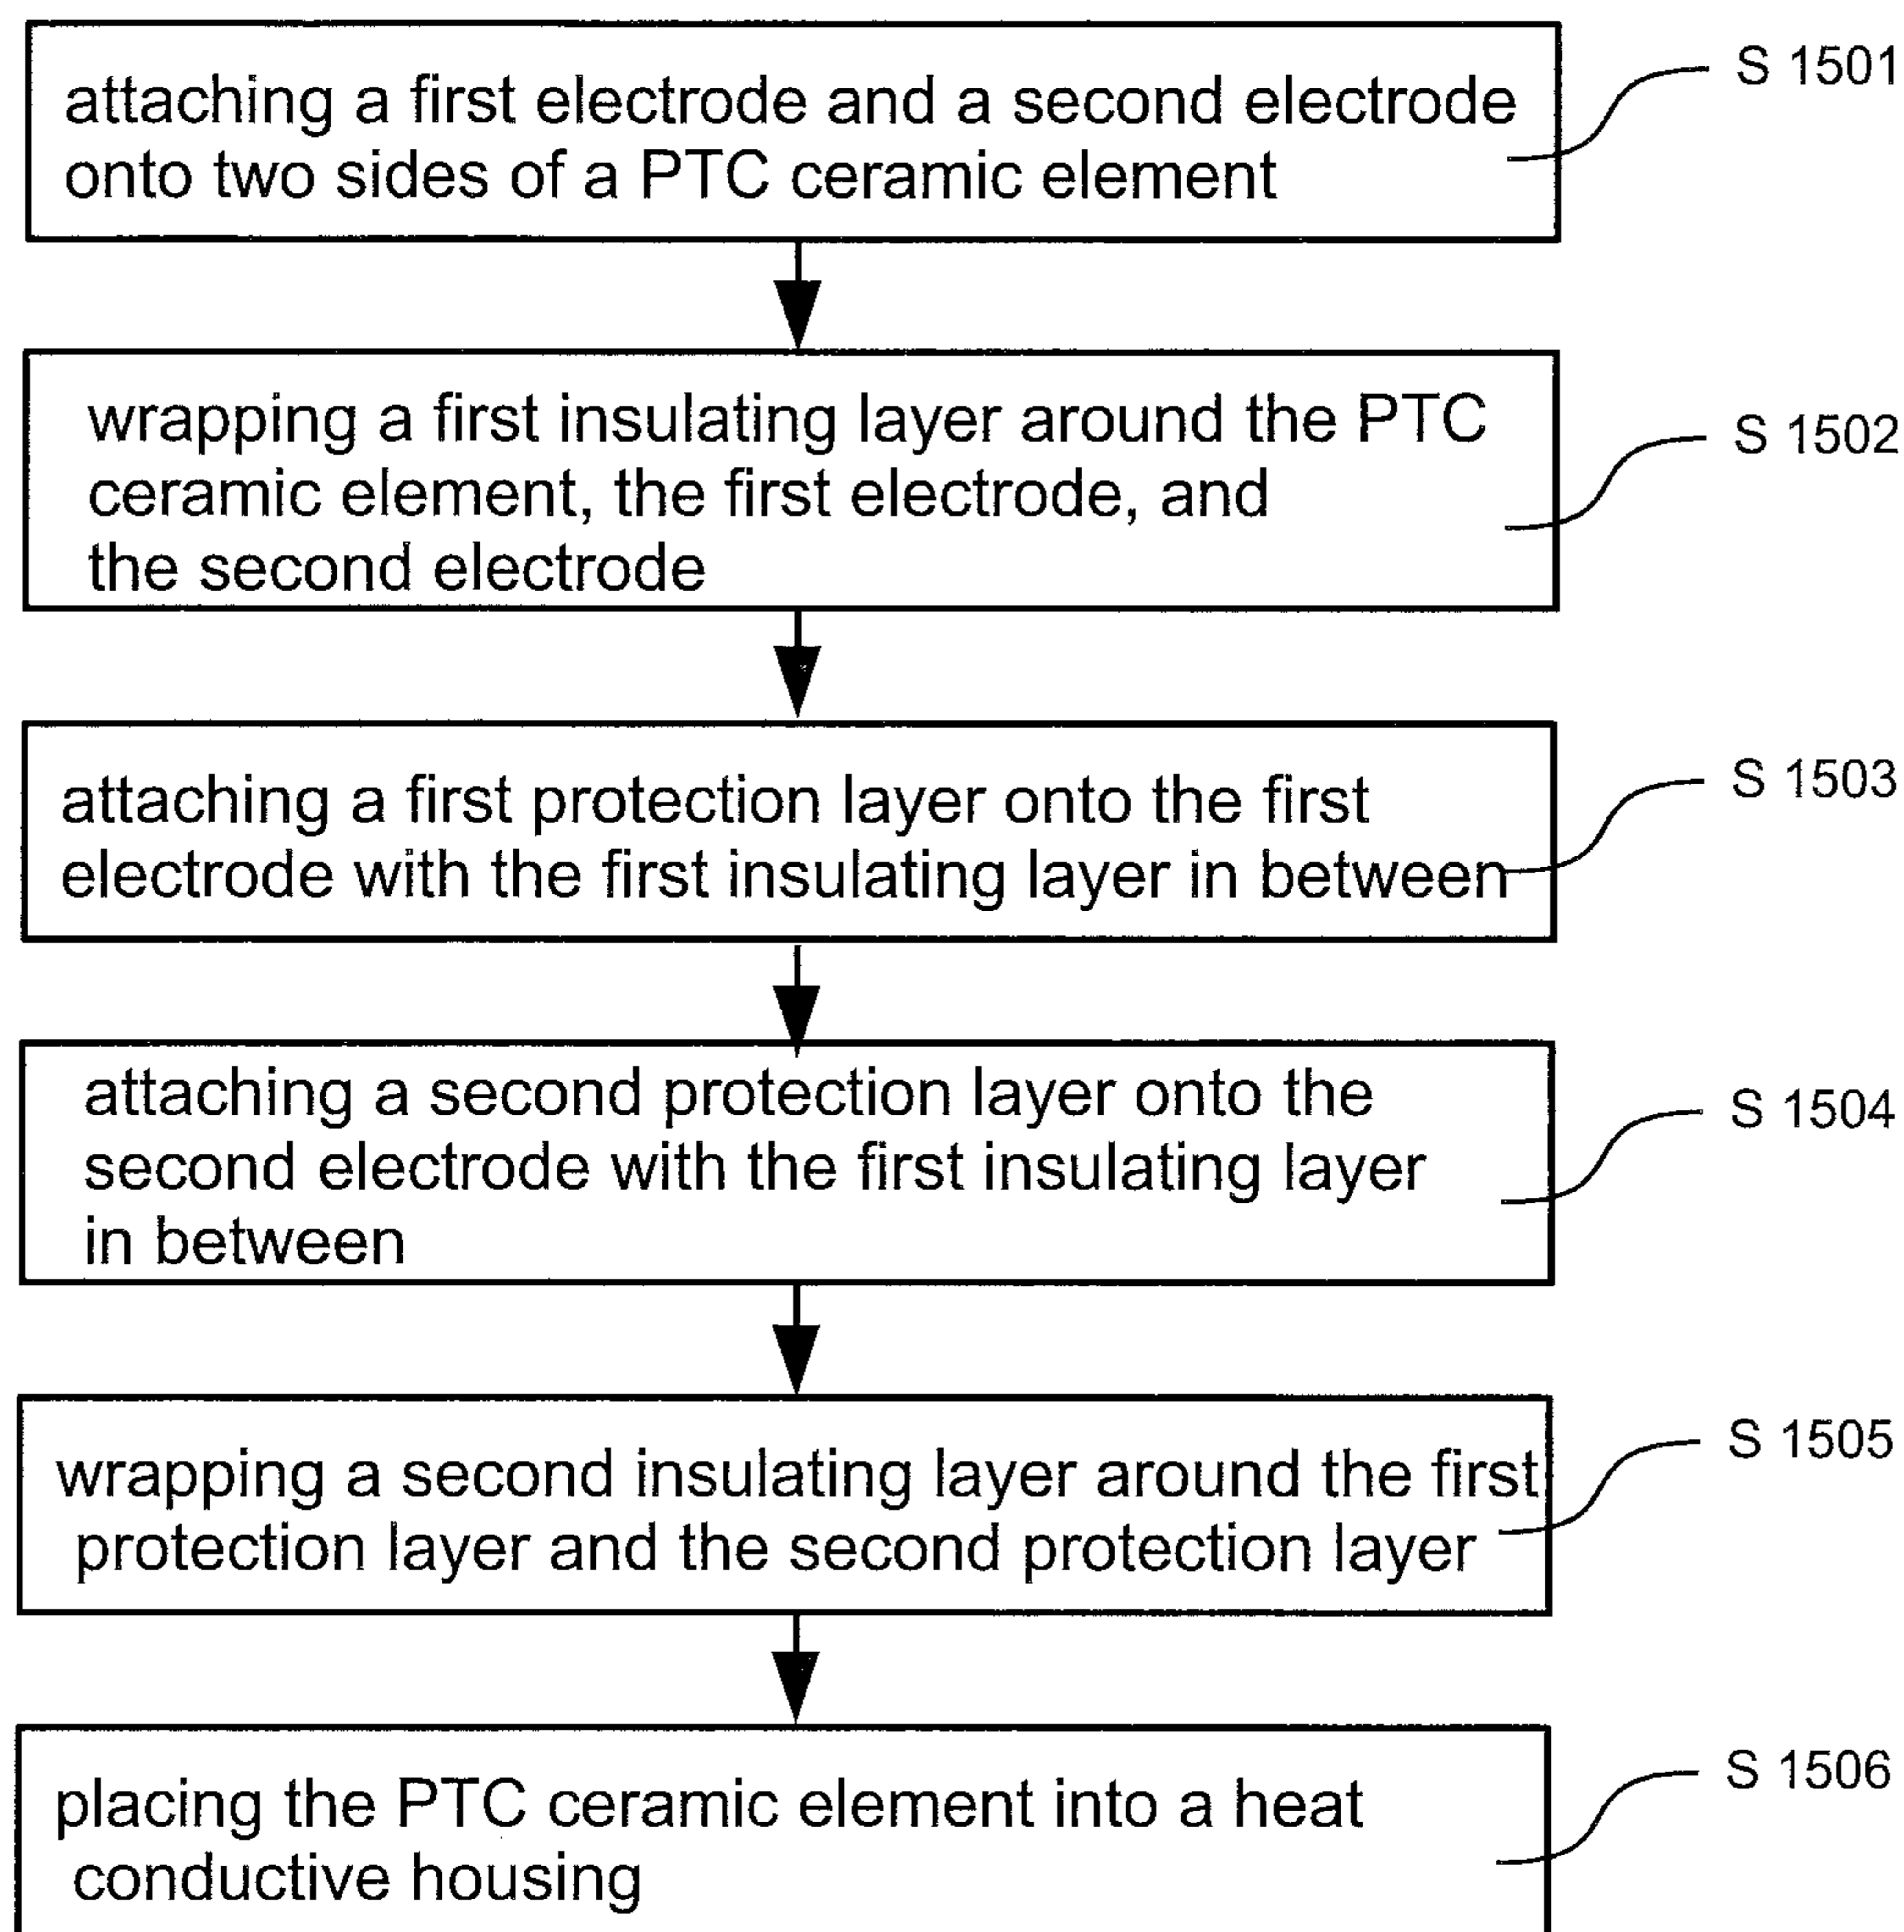 attaching a first electrode and a second electrode
onto two sides of a PTC ceramic element
S 1501
wrapping a first insulating layer around the PTC
ceramic element, the first electrode, and
the second electrode
S 1502
attaching a first protection layer onto the first
electrode with the first insulating layer in between
S 1503
attaching a second protection layer onto the
second electrode with the first insulating layer
in between
S 1504
wrapping a second insulating layer around the first
protection layer and the second protection layer
S 1505
placing the PTC ceramic element into a heat
conductive housing
S 1506